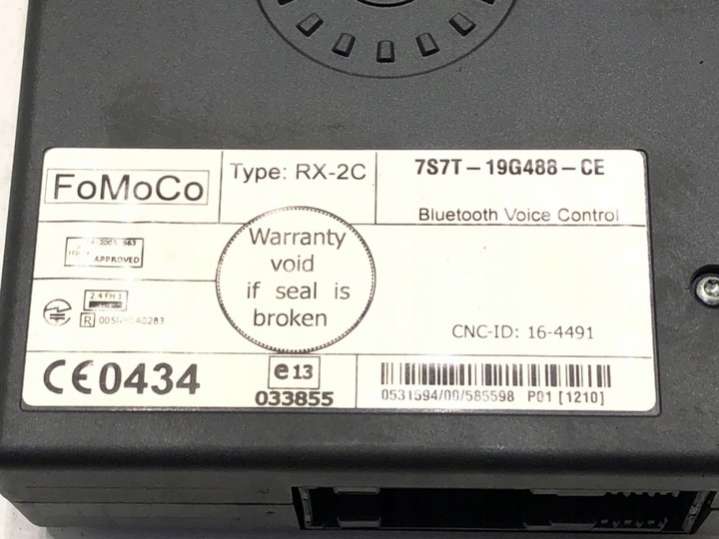 FoMoCo
Type: RX-2C
7S7T-19G488-CE
Bluetooth Voice Control
APPROVED
Warranty
void
if seal is
broken
R
CNC-ID: 16-4491
CE0434
e13
033855
0531594/00/585598 P01 [1210]